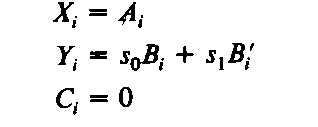 X_i = A_i
Y_i = s_0B_i + s_1B_i′
C_i = 0